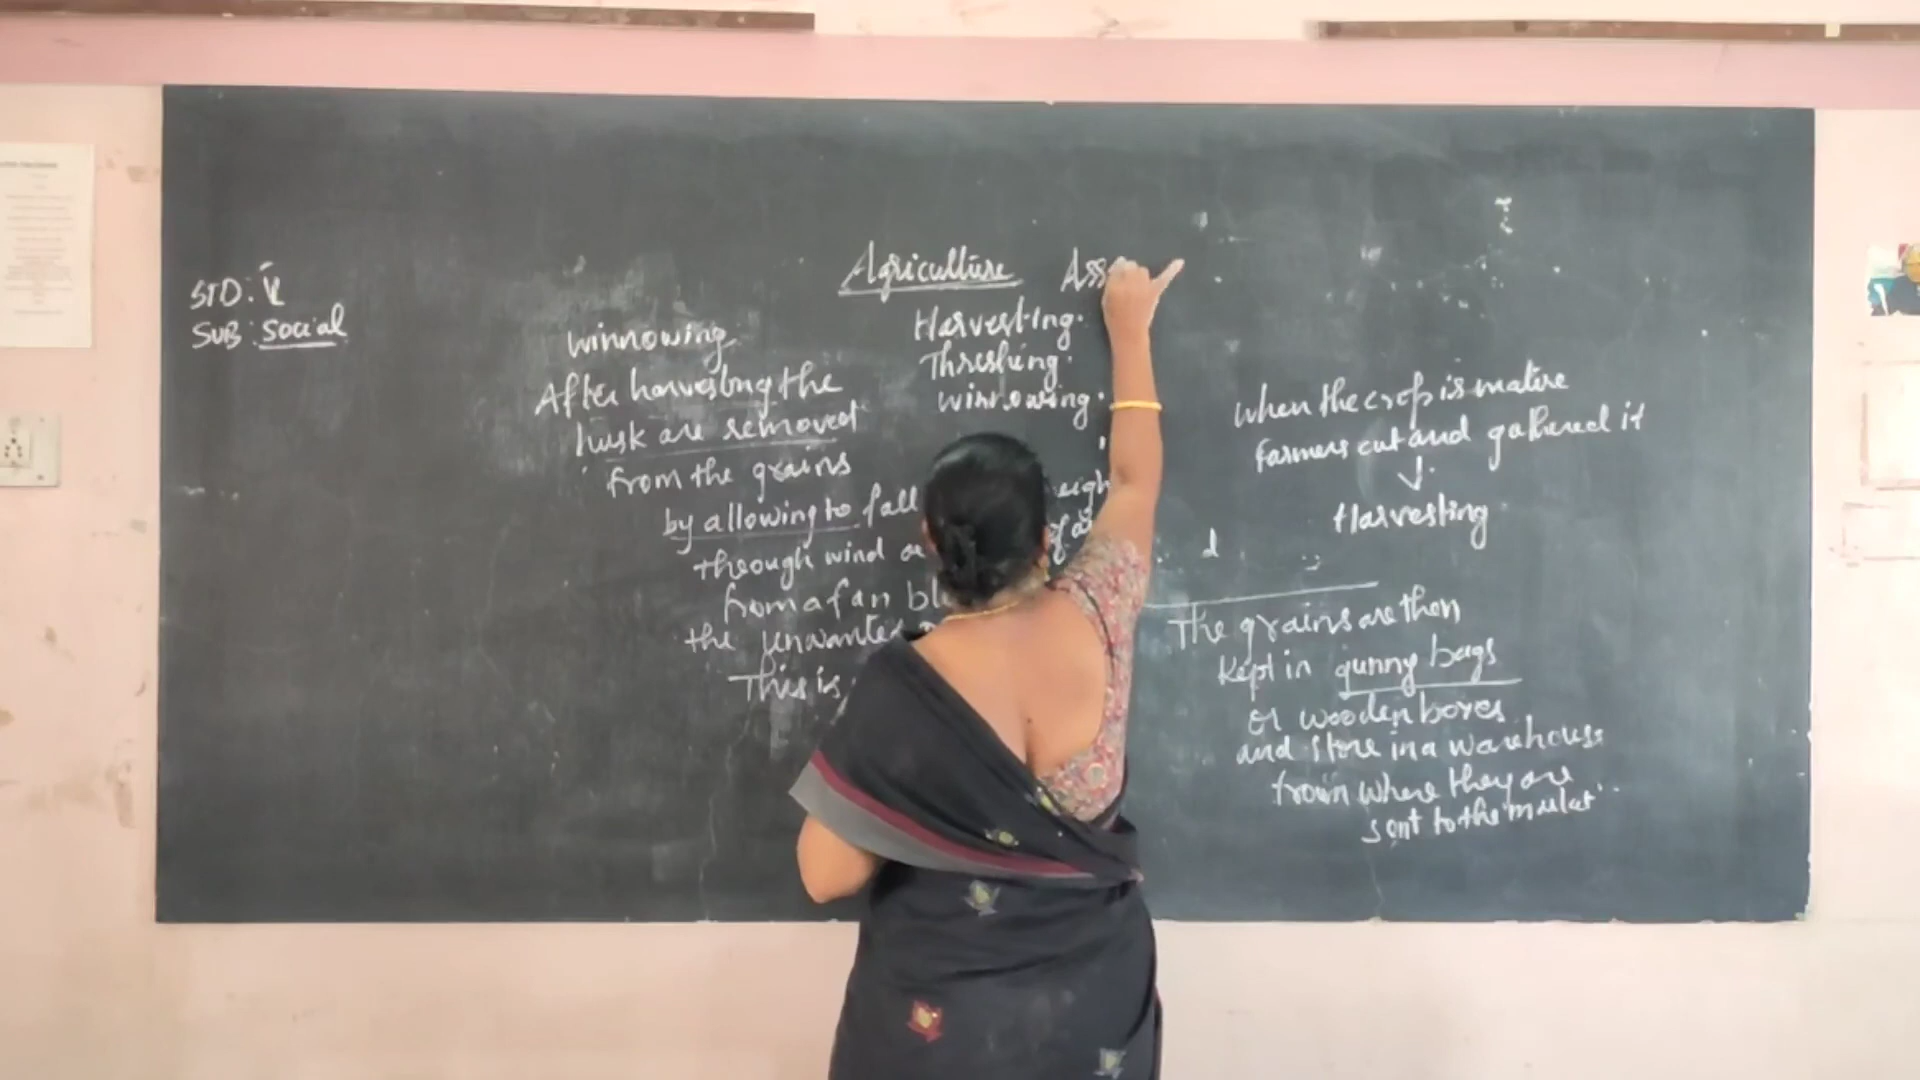 STD: V
SUB: Social
Agriculture Ass
Harvesting.
Threshing.
winnowing.
winnowing
After harvesting the
husk are removed
from the grains
by allowing to fall
through wind or
from a fan
the unwanted
This is
When the crop is mature
farmers cut and gathered it
↓
Harvesting
The grains are then
Kept in gunny bags
or wooden boxes
and store in a warehouse
from where they are
sent to the market..